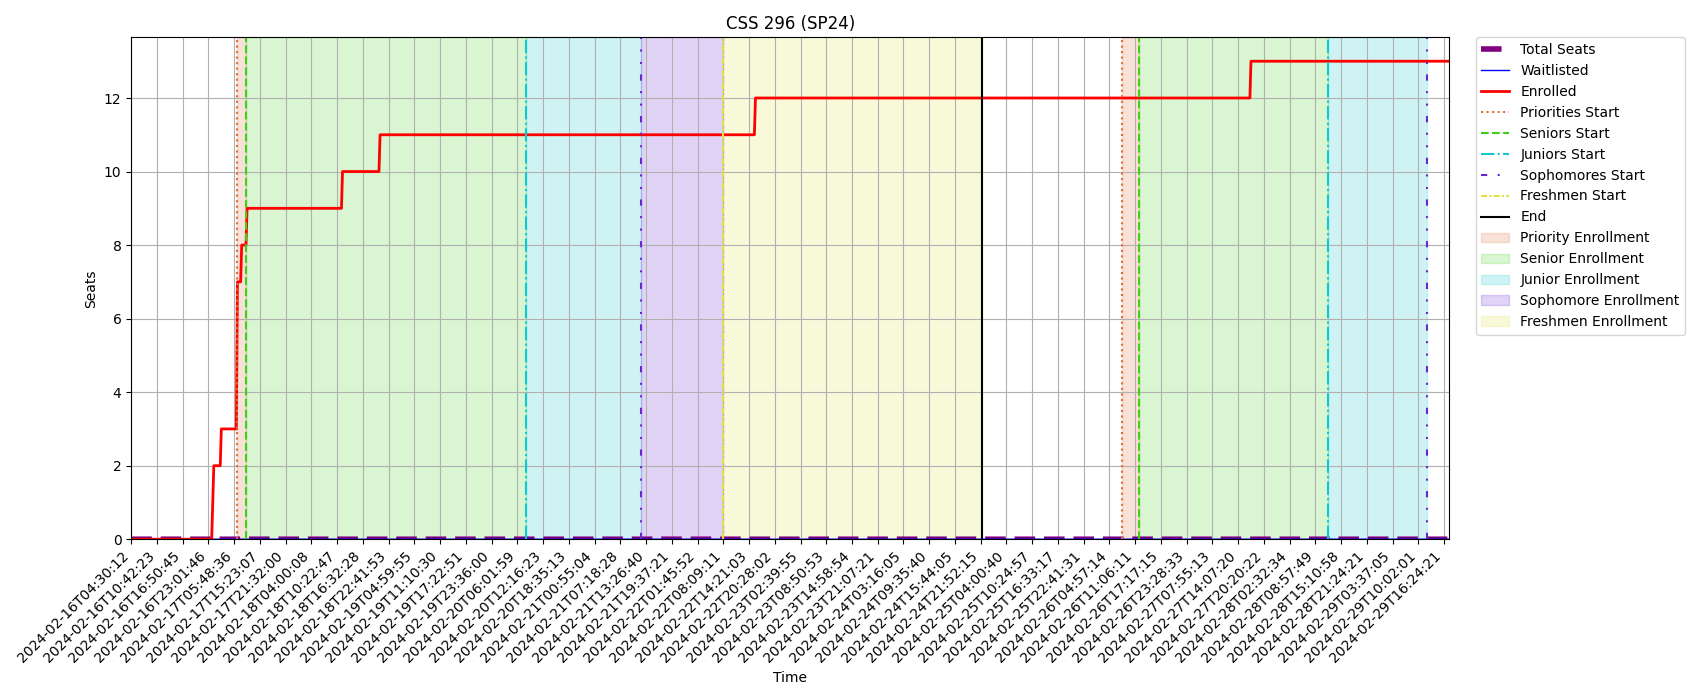 CSS 296 (SP24)
Seats
12
10
8
6
4
2
0
2024-02-16T04:30:12
2024-02-16T10:42:23
2024-02-16T16:50:45
2024-02-16T23:01:46
2024-02-17T05:48:36
2024-02-17T15:23:07
2024-02-17T21:32:00
2024-02-18T04:00:08
2024-02-18T10:22:47
2024-02-18T16:32:28
2024-02-18T22:41:53
2024-02-19T04:59:55
2024-02-19T11:10:30
2024-02-19T17:22:51
2024-02-19T23:36:00
2024-02-20T06:01:59
2024-02-20T12:16:23
2024-02-20T18:35:13
2024-02-21T00:55:04
2024-02-21T07:18:28
2024-02-21T13:26:40
2024-02-21T19:37:21
2024-02-22T01:45:52
2024-02-22T08:09:11
2024-02-22T14:21:03
2024-02-22T20:28:02
2024-02-23T02:39:55
2024-02-23T08:50:53
2024-02-23T14:58:54
2024-02-23T21:07:21
2024-02-24T03:16:05
2024-02-24T09:35:40
2024-02-24T15:44:05
2024-02-24T21:52:15
2024-02-25T04:00:40
2024-02-25T10:24:57
2024-02-25T16:33:17
2024-02-25T22:41:31
2024-02-26T04:57:14
2024-02-26T11:06:11
2024-02-26T17:17:15
2024-02-26T23:28:33
2024-02-27T07:55:13
2024-02-27T14:07:20
2024-02-27T20:20:22
2024-02-28T02:32:34
2024-02-28T08:57:49
2024-02-28T15:10:58
2024-02-28T21:24:21
2024-02-29T03:37:05
2024-02-29T10:02:01
2024-02-29T16:24:21
Time
Total Seats
Waitlisted
Enrolled
Priorities Start
Seniors Start
Juniors Start
Sophomores Start
Freshmen Start
End
Priority Enrollment
Senior Enrollment
Junior Enrollment
Sophomore Enrollment
Freshmen Enrollment